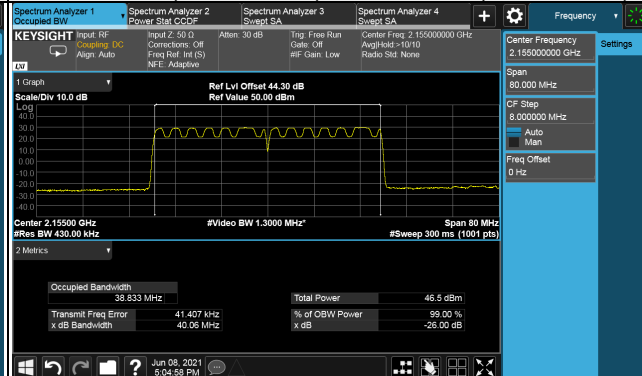 Spectrum Analyzer 1
Occupied BW
Spectrum Analyzer 2
Power Stat CCDF
Spectrum Analyzer 3
Swept SA
Spectrum Analyzer 4
Swept SA
+
Frequency
KEYSIGHT
Input: RF
Coupling: DC
Align: Auto
Input Z: 50 Ω
Corrections: Off
Freq Ref: Int (S)
NFE: Adaptive
Atten: 30 dB
Trig: Free Run
Gate: Off
#IF Gain: Low
Center Freq: 2.155000000 GHz
Avg|Hold:>10/10
Radio Std: None
LXI
Center Frequency
2.155000000 GHz
Settings
Span
80.000 MHz
CF Step
8.000000 MHz
Auto
Man
Freq Offset
0 Hz
1 Graph
Scale/Div 10.0 dB
Ref Lvl Offset 44.30 dB
Ref Value 50.00 dBm
Log
40.0
30.0
20.0
10.0
0.00
-10.0
-20.0
-30.0
-40.0
Center 2.15500 GHz
#Res BW 430.00 kHz
#Video BW 1.3000 MHz*
Span 80 MHz
#Sweep 300 ms (1001 pts)
2 Metrics
Occupied Bandwidth
38.833 MHz
Total Power 46.5 dBm
Transmit Freq Error 41.407 kHz
% of OBW Power 99.00 %
x dB Bandwidth 40.06 MHz
x dB -26.00 dB
?
Jun 08, 2021
5:04:58 PM